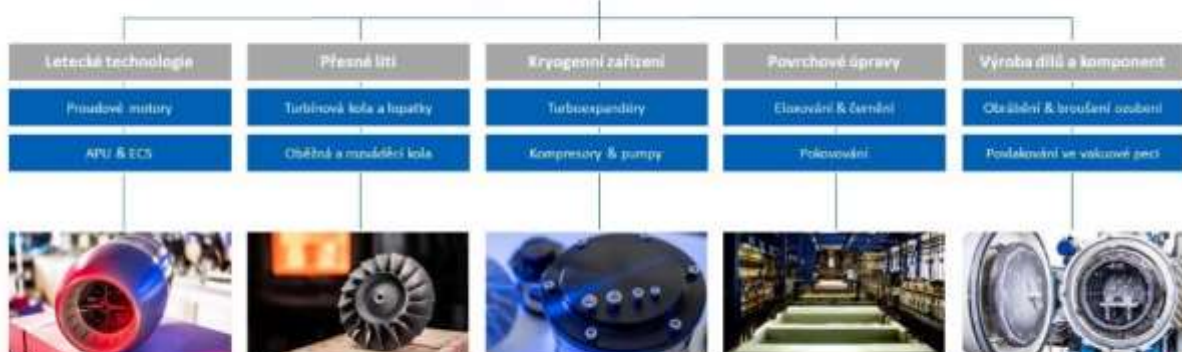 Letecké technologie
Proudové motory
APU & ECS
Přesné lití
Turbínová kola a lopatky
Oběžná a rozváděcí kola
Kryogenní zařízení
Turboexpandéry
Kompresory & pumpy
Povrchové úpravy
Eloxování & černění
Pokovování
Výroba dílů a komponent
Obrábění & broušení ozubení
Povlakování ve vakuové peci